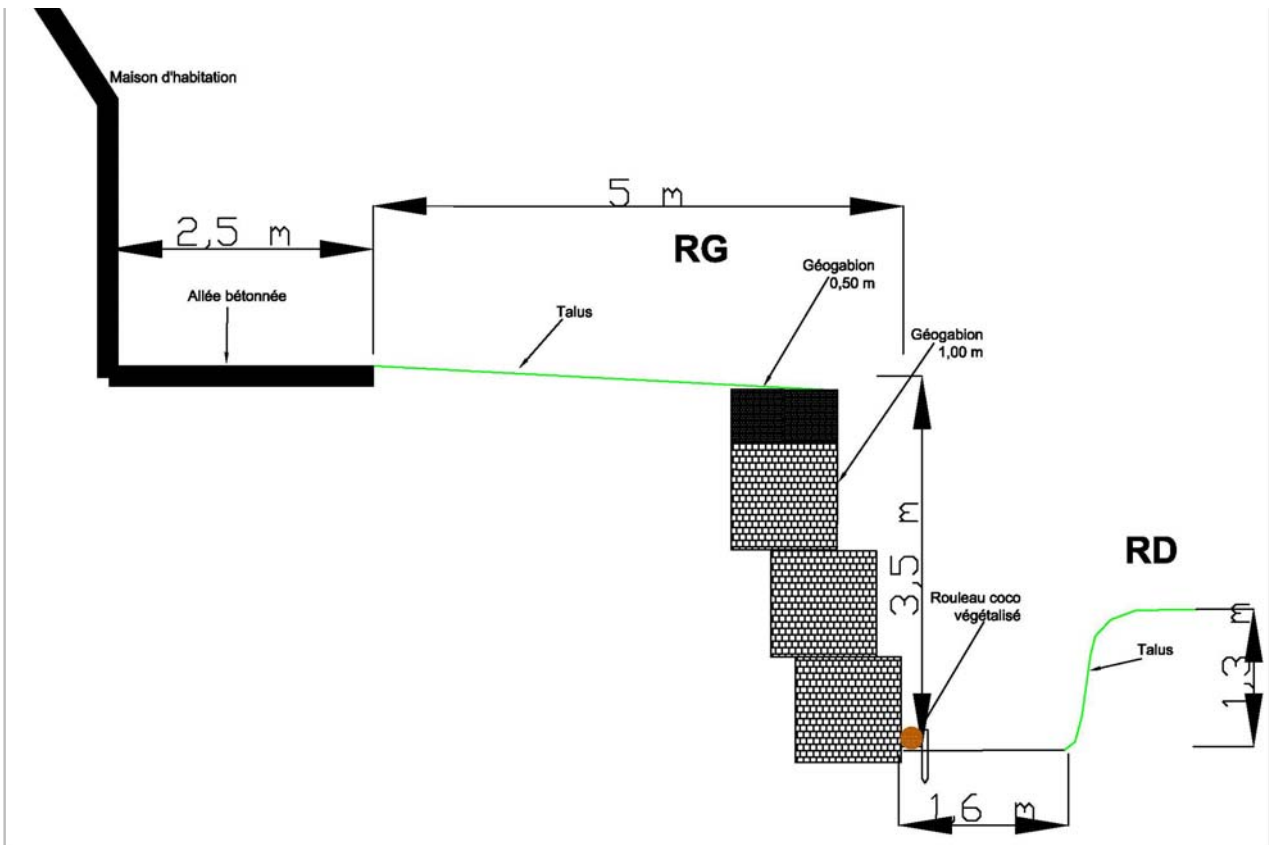 Maison d'habitation
5 m
2,5 m
RG
Géogabion
0,50 m
Allée bétonnée
Talus
Géogabion
1,00 m
3,5 m
RD
Rouleau coco
végétalisé
Talus
1,3 m
1,6 m